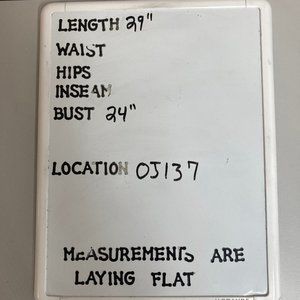 LENGTH 29"
WAIST
HIPS
INSEAM
BUST 24"
LOCATION OJ137
MEASUREMENTS ARE
LAYING FLAT